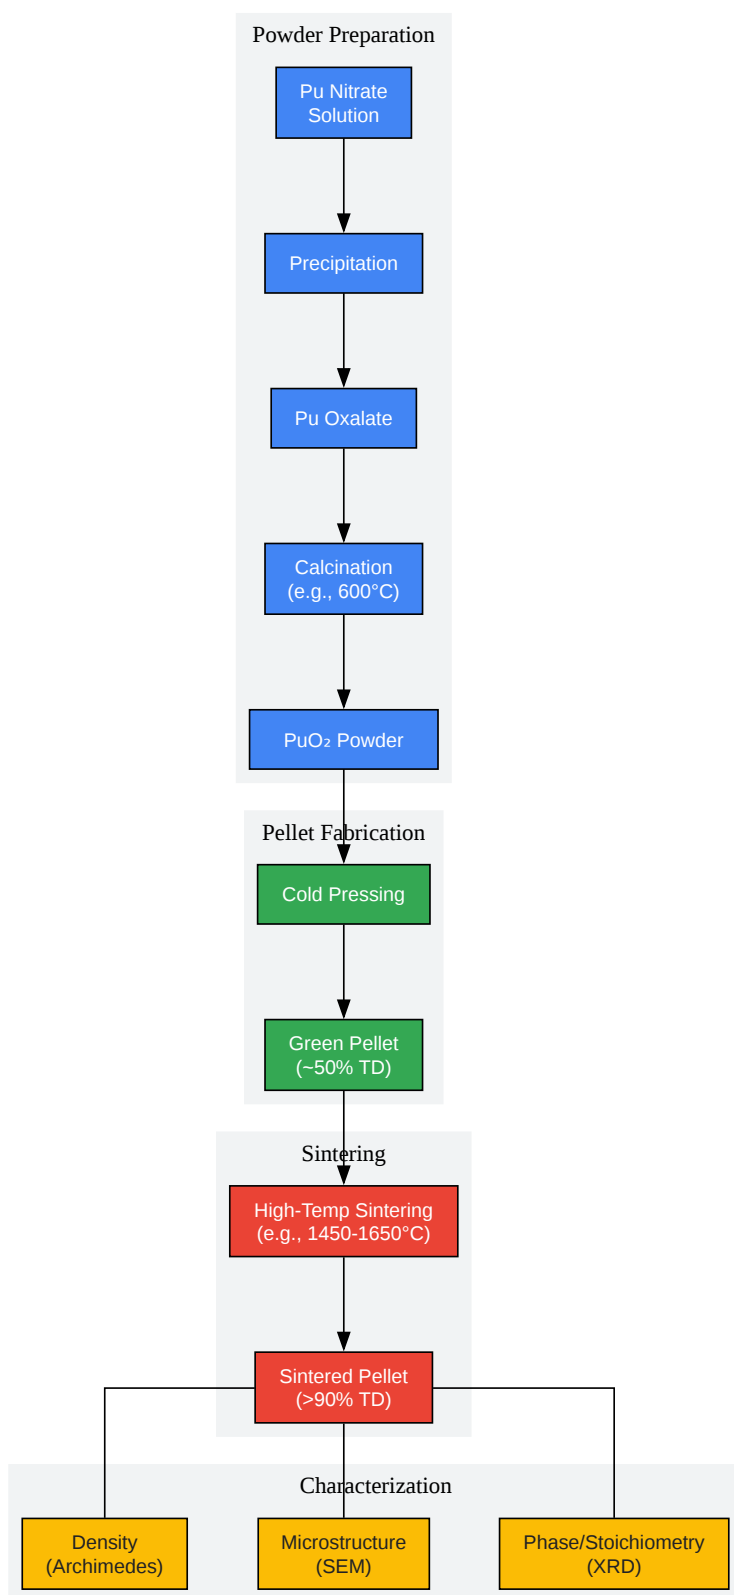 Powder Preparation
Pu Nitrate
Solution
Precipitation
Pu Oxalate
Calcination
(e.g., 600°C)
PuO₂ Powder
Pellet Fabrication
Cold Pressing
Green Pellet
(~50% TD)
Sintering
High-Temp Sintering
(e.g., 1450-1650°C)
Sintered Pellet
(>90% TD)
Characterization
Density
(Archimedes)
Microstructure
(SEM)
Phase/Stoichiometry
(XRD)